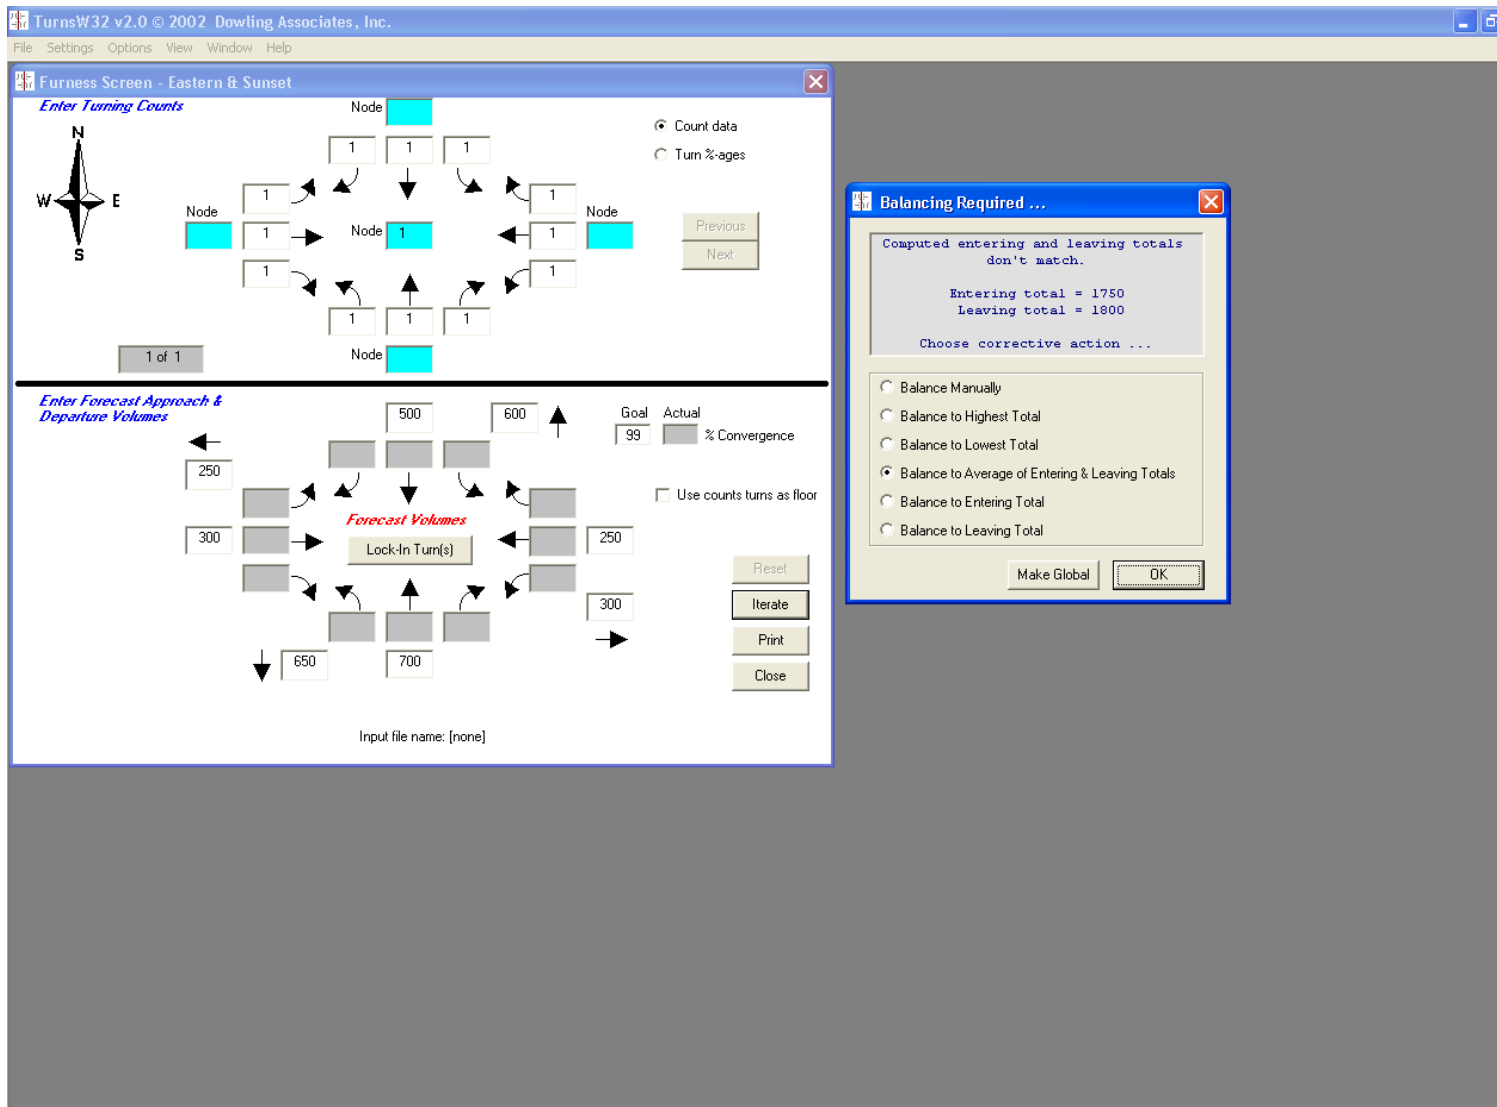 TurnsW32 v2.0 © 2002 Dowling Associates, Inc.
File Settings Options View Window Help
Furness Screen - Eastern & Sunset
Enter Turning Counts
N
W E
S
Node
1 1 1
Count data
Turn %-ages
1 1
Node Node
1 Node 1 1
1 1
Previous
Next
1 1 1
1 of 1
Node
Enter Forecast Approach &
Departure Volumes
500 600
Goal Actual
99 % Convergence
250
Use counts turns as floor
Forecast Volumes
300 Lock-In Turn(s) 250
Reset
300 Iterate
650 700 Print
Close
Input file name: [none]
Balancing Required ...
Computed entering and leaving totals
don't match.
Entering total = 1750
Leaving total = 1800
Choose corrective action ...
Balance Manually
Balance to Highest Total
Balance to Lowest Total
Balance to Average of Entering & Leaving Totals
Balance to Entering Total
Balance to Leaving Total
Make Global OK